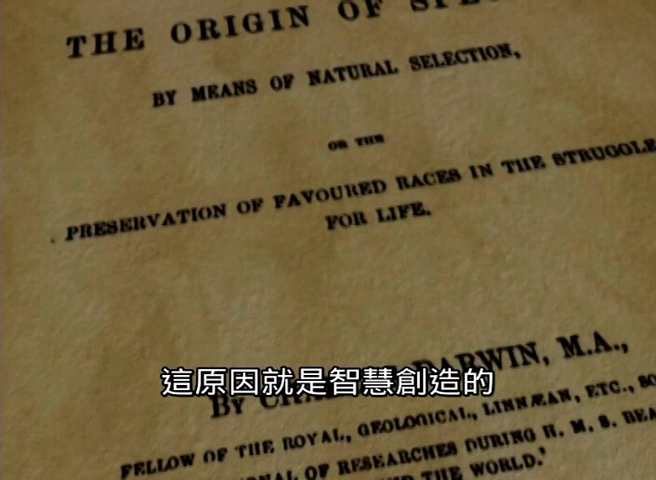 THE ORIGIN OF
BY MEANS OF NATURAL SELECTION,
OR THE
PRESERVATION OF FAVOURED RACES IN THE STRUGGLE
FOR LIFE.
DARWIN, M.A.,
這原因就是智慧創造的
By
FELLOW OF THE ROYAL, GEOLOGICAL, LINNÆAN, ETC.,
OF RESEARCHES DURING H. M. S.
THE WORLD.'